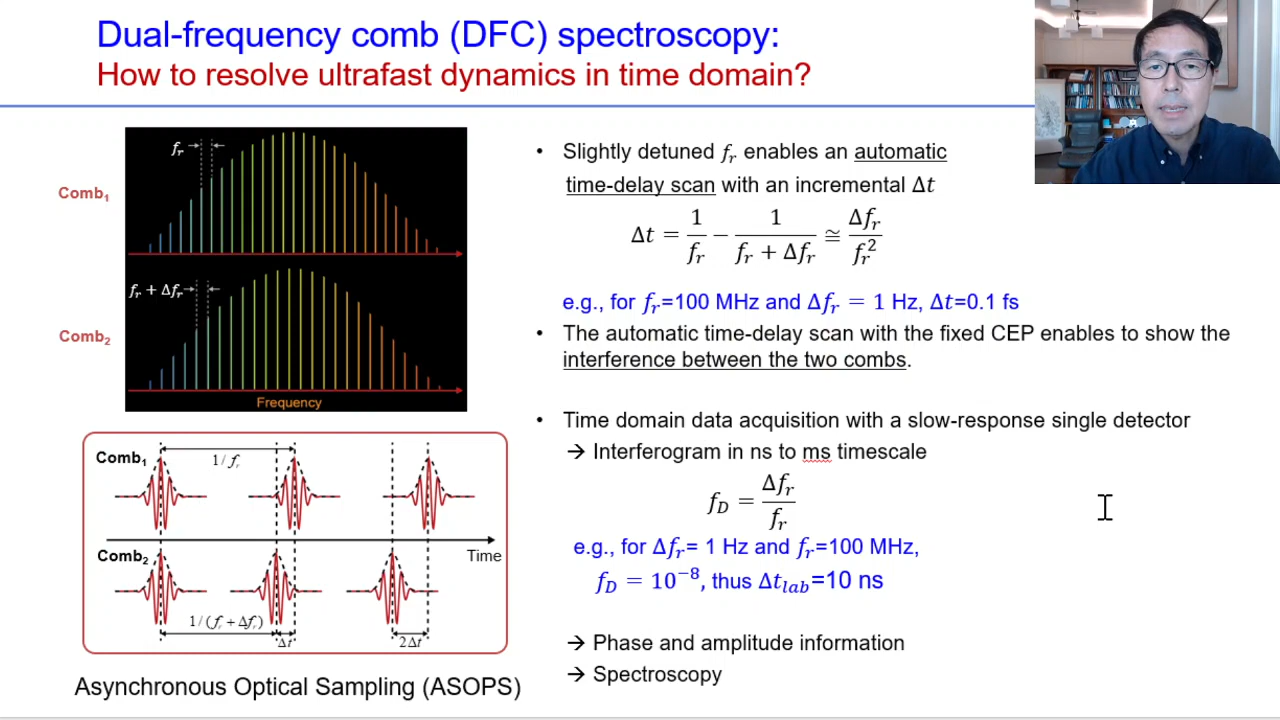 Dual-frequency comb (DFC) spectroscopy:
How to resolve ultrafast dynamics in time domain?
f_r
Comb₁
f_r + Δf_r
Comb₂
Frequency
Comb₁
1/f_r
Comb₂
Time
1/(f_r + Δf_r)
Δt
2Δt
Asynchronous Optical Sampling (ASOPS)
• Slightly detuned f_r enables an automatic
time-delay scan with an incremental Δt
Δt = 1/f_r − 1/(f_r + Δf_r) ≅ Δf_r/f_r²
e.g., for f_r=100 MHz and Δf_r = 1 Hz, Δt=0.1 fs
• The automatic time-delay scan with the fixed CEP enables to show the
interference between the two combs.
• Time domain data acquisition with a slow-response single detector
→ Interferogram in ns to ms timescale
f_D = Δf_r/f_r
e.g., for Δf_r= 1 Hz and f_r=100 MHz,
f_D = 10⁻⁸, thus Δt_lab=10 ns
→ Phase and amplitude information
→ Spectroscopy